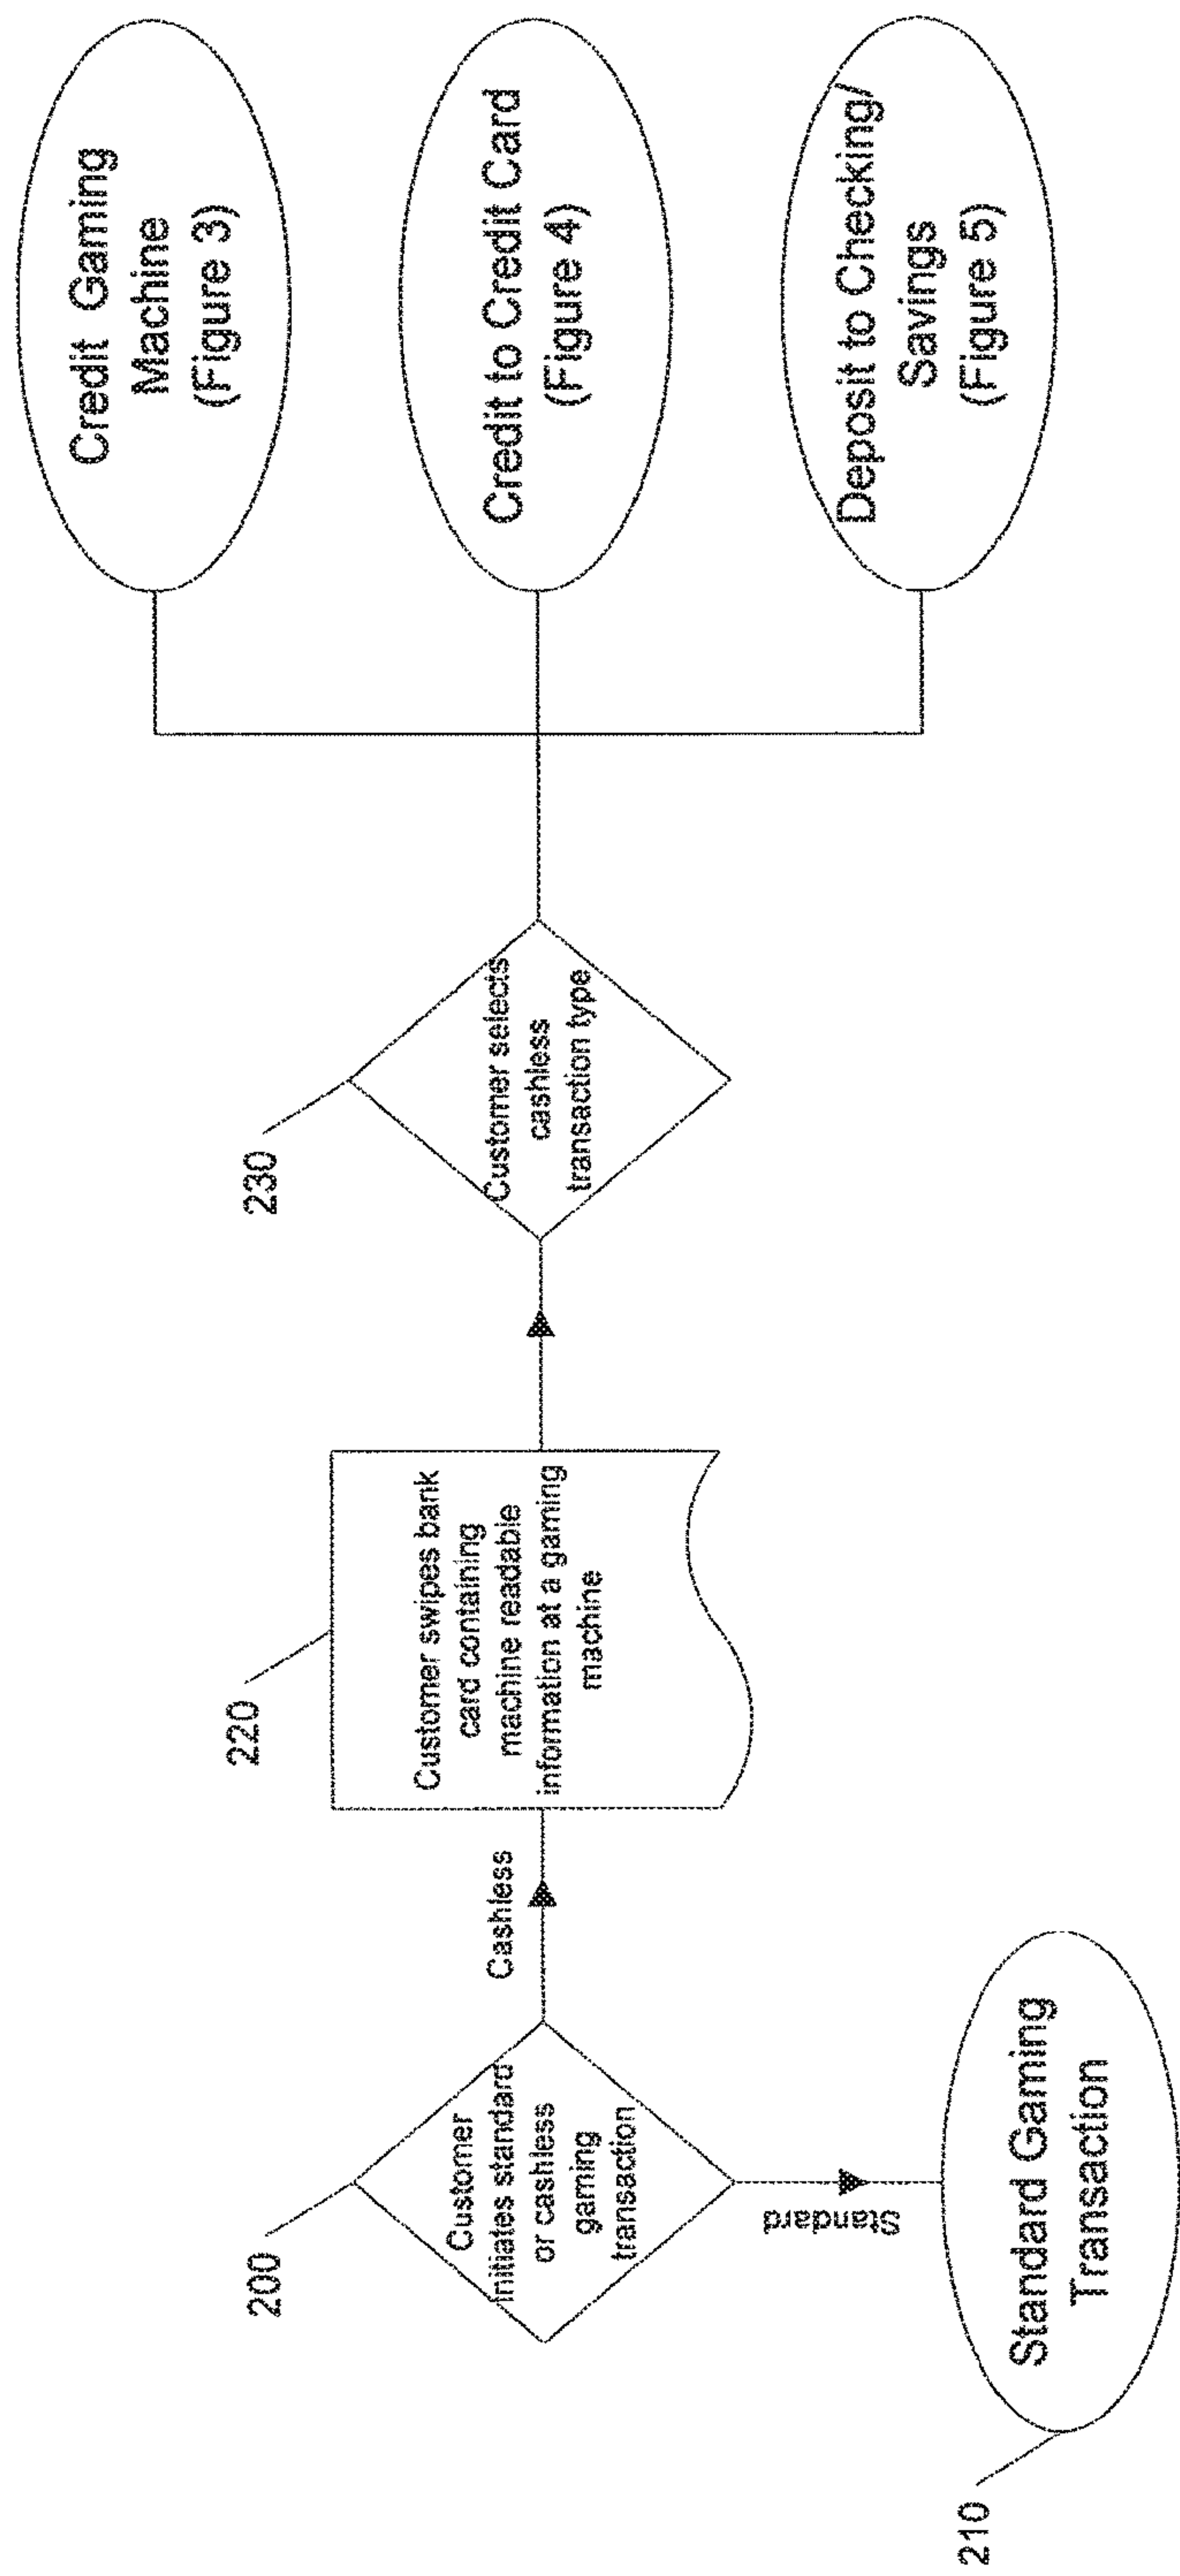 200
Customer
initiates standard
or cashless
gaming
transaction
Standard
210
Standard Gaming
Transaction
Cashless
220
Customer swipes bank
card containing
machine readable
information at a gaming
machine
230
Customer selects
cashless
transaction type
Credit Gaming
Machine
(Figure 3)
Credit to Credit Card
(Figure 4)
Deposit to Checking/
Savings
(Figure 5)